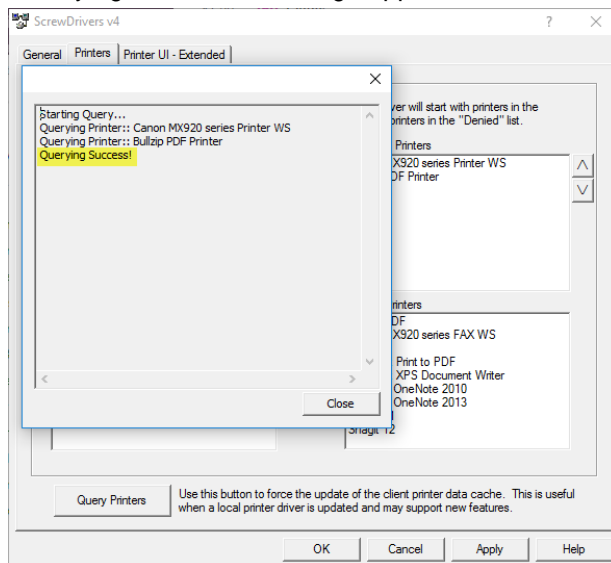 ScrewDrivers v4
General Printers Printer UI - Extended
Starting Query...
Querying Printer:: Canon MX920 series Printer WS
Querying Printer:: Bullzip PDF Printer
Querying Success!
Close
ver will start with printers in the
printers in the "Denied" list.
Printers
X920 series Printer WS
DF Printer
rinters
DF
X920 series FAX WS
Print to PDF
XPS Document Writer
OneNote 2010
OneNote 2013
Snagit 12
Query Printers
Use this button to force the update of the client printer data cache. This is useful
when a local printer driver is updated and may support new features.
OK Cancel Apply Help